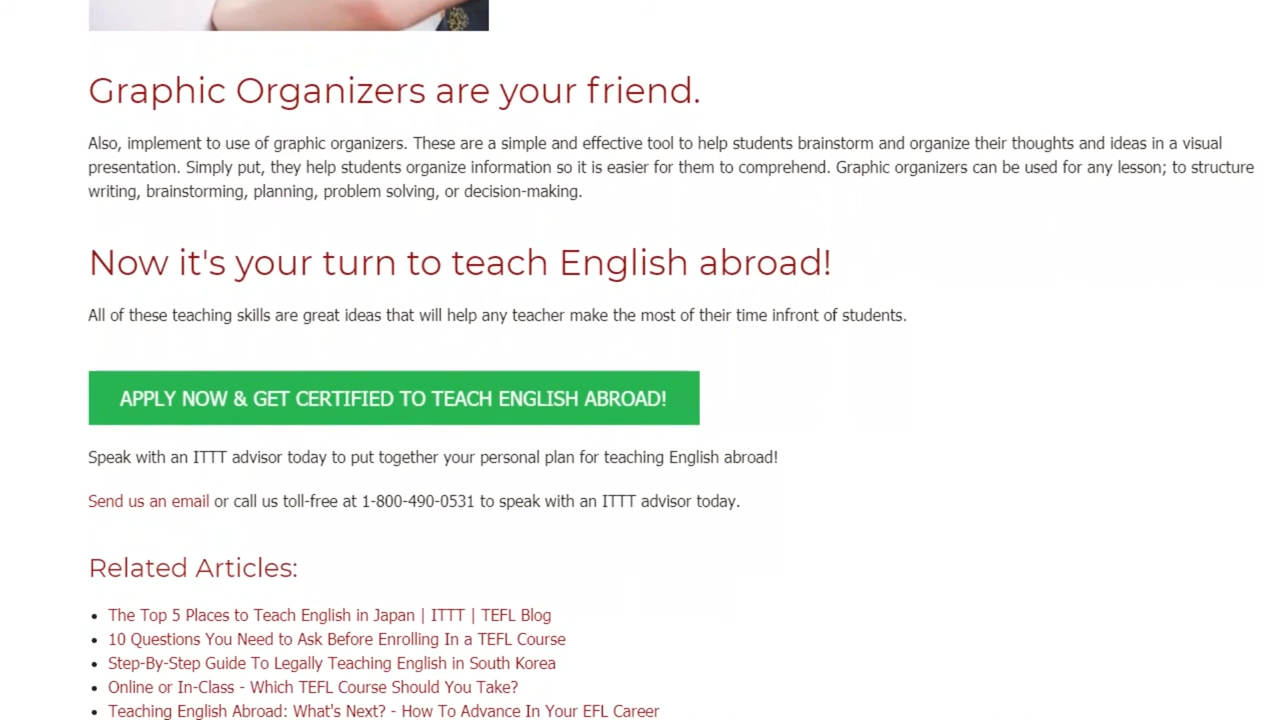 Graphic Organizers are your friend.
Also, implement to use of graphic organizers. These are a simple and effective tool to help students brainstorm and organize their thoughts and ideas in a visual
presentation. Simply put, they help students organize information so it is easier for them to comprehend. Graphic organizers can be used for any lesson; to structure
writing, brainstorming, planning, problem solving, or decision-making.
Now it's your turn to teach English abroad!
All of these teaching skills are great ideas that will help any teacher make the most of their time infront of students.
APPLY NOW & GET CERTIFIED TO TEACH ENGLISH ABROAD!
Speak with an ITTT advisor today to put together your personal plan for teaching English abroad!
Send us an email or call us toll-free at 1-800-490-0531 to speak with an ITTT advisor today.
Related Articles:
• The Top 5 Places to Teach English in Japan | ITTT | TEFL Blog
• 10 Questions You Need to Ask Before Enrolling In a TEFL Course
• Step-By-Step Guide To Legally Teaching English in South Korea
• Online or In-Class - Which TEFL Course Should You Take?
• Teaching English Abroad: What's Next? - How To Advance In Your EFL Career